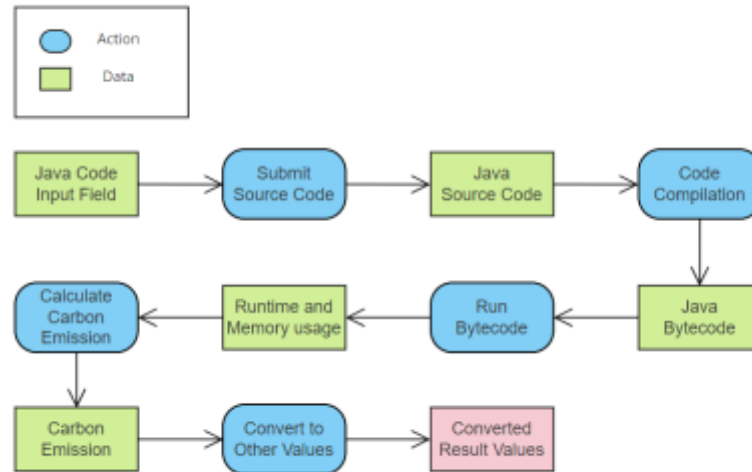 Action
Data
Java Code
Input Field
Submit
Source Code
Java
Source Code
Code
Compilation
Calculate
Carbon
Emission
Runtime and
Memory usage
Run
Bytecode
Java
Bytecode
Carbon
Emission
Convert to
Other Values
Converted
Result Values